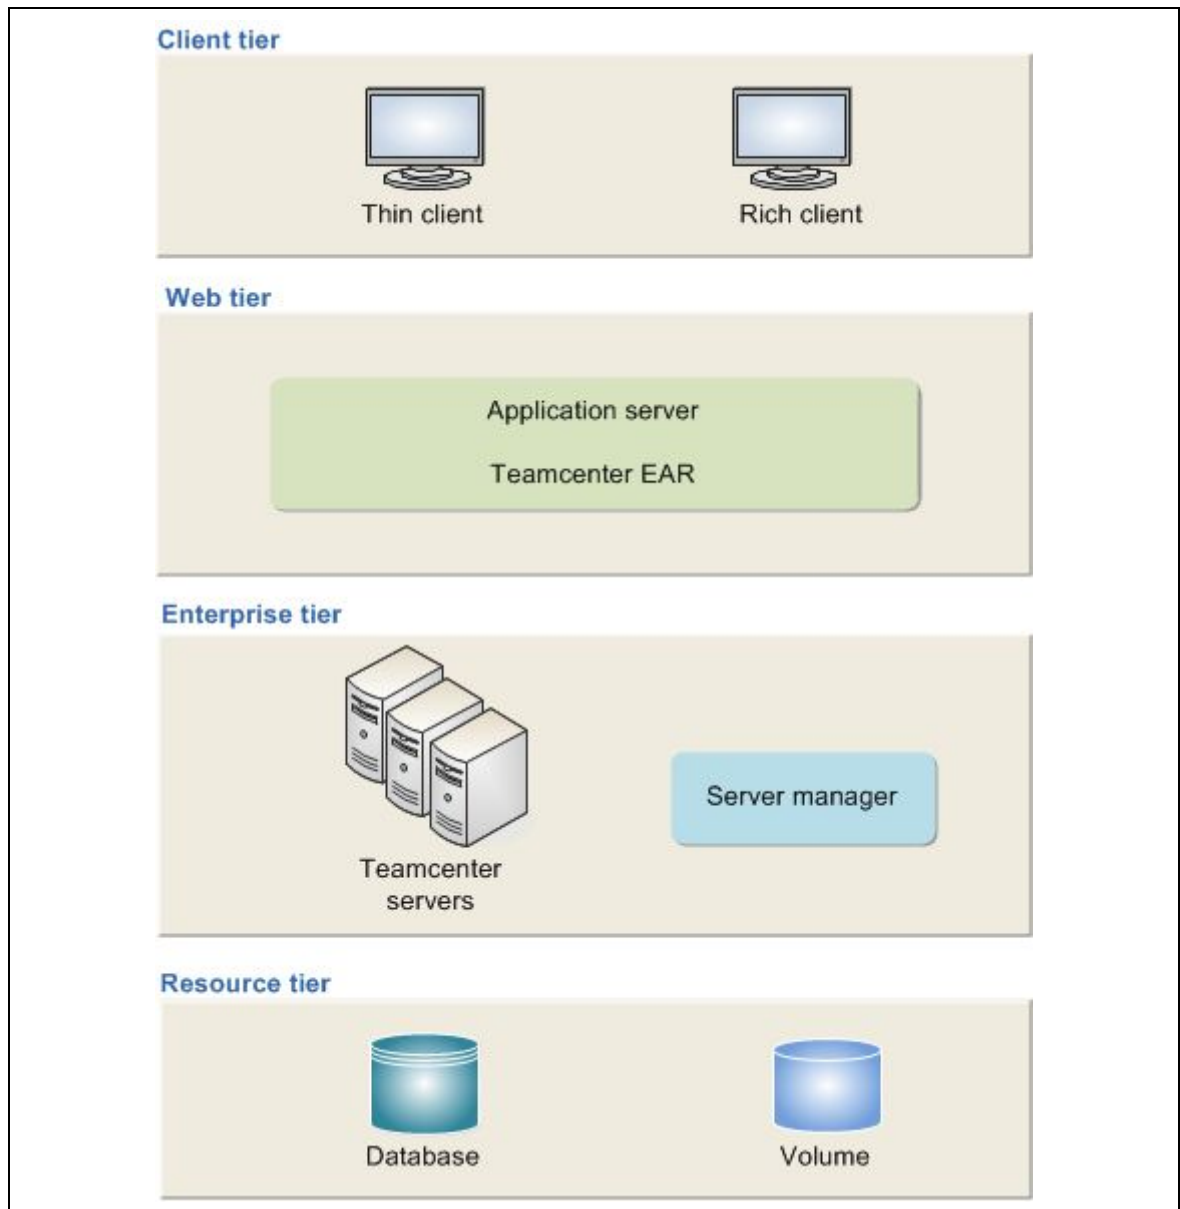 Client tier
Thin client
Rich client
Web tier
Application server
Teamcenter EAR
Enterprise tier
Server manager
Teamcenter
servers
Resource tier
Database
Volume